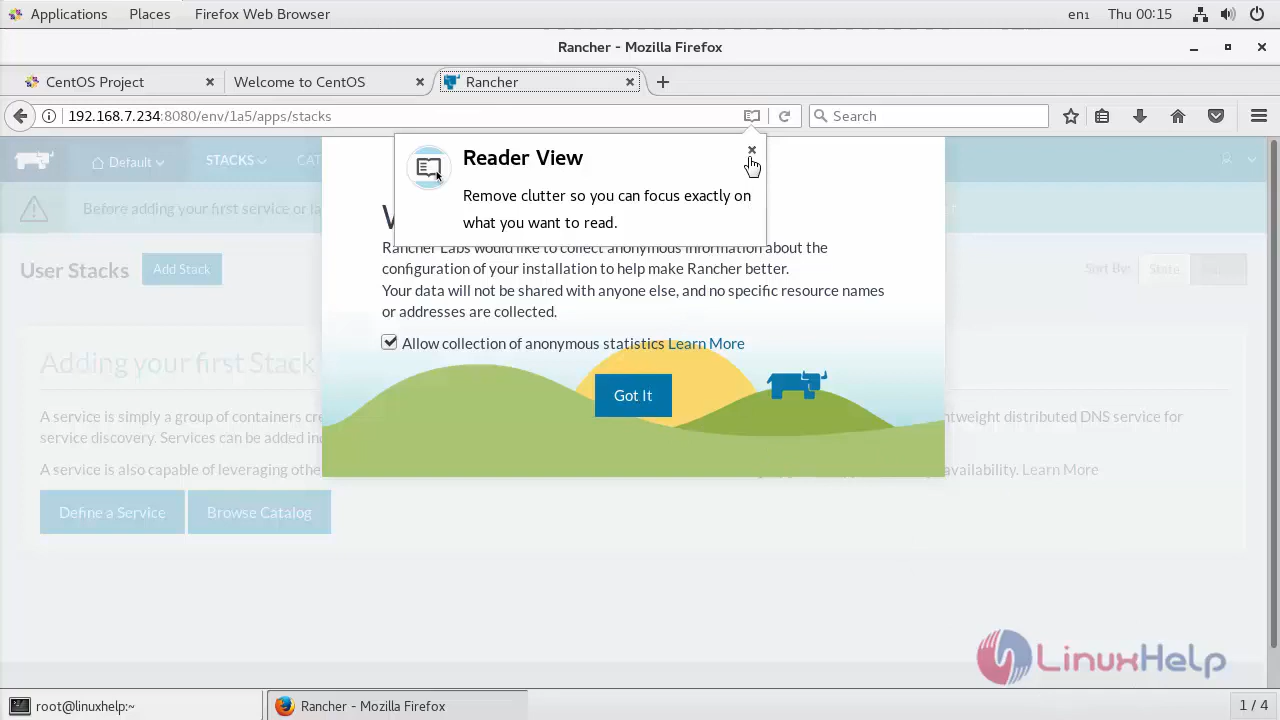 Applications Places Firefox Web Browser en₁ Thu 00:15
Rancher - Mozilla Firefox
CentOS Project Welcome to CentOS Rancher
192.168.7.234:8080/env/1a5/apps/stacks Search
Default STACKS CAT
Reader View
Remove clutter so you can focus exactly on
what you want to read.
Before adding your first service or la
W
Rancher Labs would like to collect anonymous information about the
configuration of your installation to help make Rancher better.
Your data will not be shared with anyone else, and no specific resource names
or addresses are collected.
Allow collection of anonymous statistics Learn More
Got It
User Stacks Add Stack Sort By: State
Adding your first Stack
A service is simply a group of containers cre ntweight distributed DNS service for
service discovery. Services can be added in
A service is also capable of leveraging othe availability. Learn More
Define a Service Browse Catalog
LinuxHelp
root@linuxhelp:~ Rancher - Mozilla Firefox 1 / 4